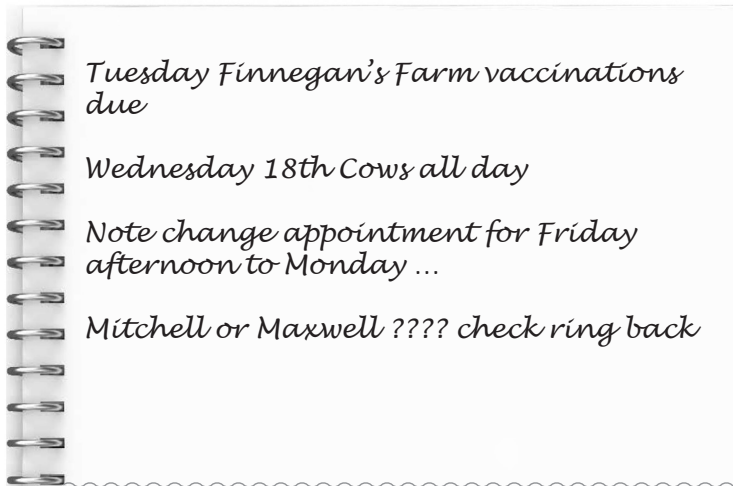 Tuesday Finnegan's Farm vaccinations
due
Wednesday 18th Cows all day
Note change appointment for Friday
afternoon to Monday ...
Mitchell or Maxwell ???? check ring back